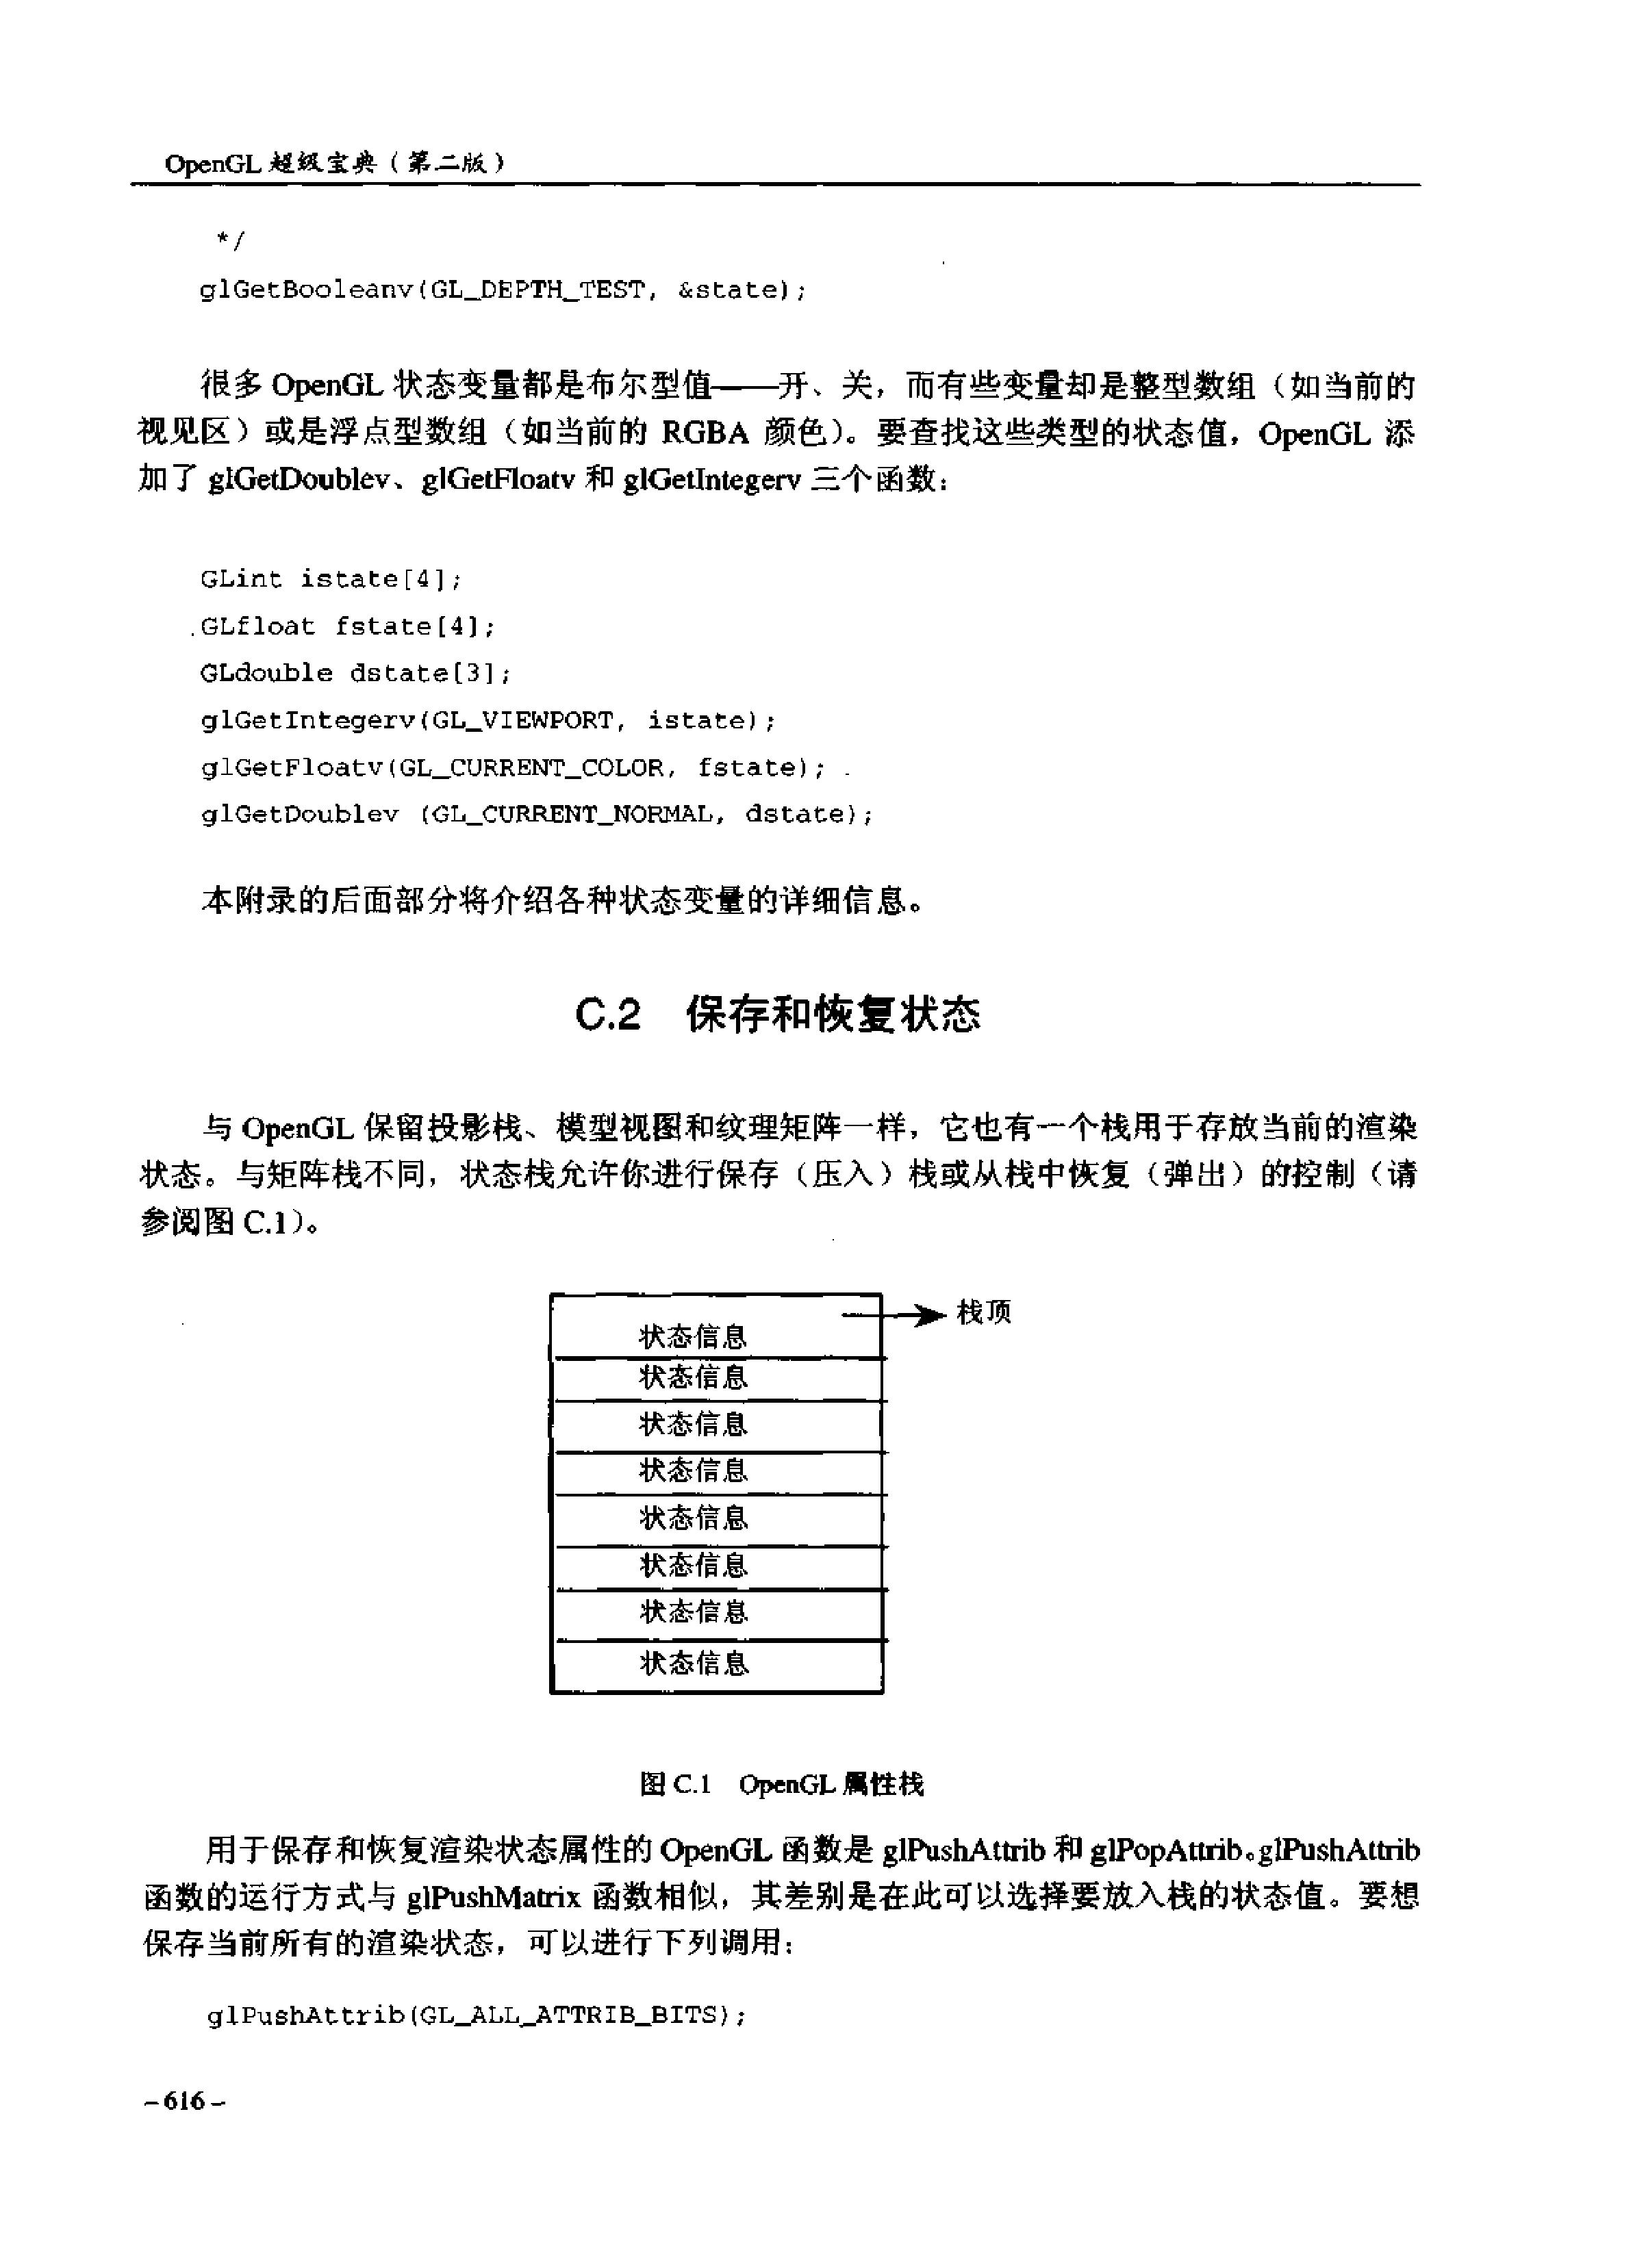 OpenGL 超级宝典（第二版）
*/
glGetBooleanv(GL_DEPTH_TEST, &state);
很多 OpenGL 状态变量都是布尔型值——开、关，而有些变量却是整型数组（如当前的
视见区）或是浮点型数组（如当前的 RGBA 颜色）。要查找这些类型的状态值，OpenGL 添
加了 glGetDoublev、glGetFloatv 和 glGetIntegerv 三个函数：
GLint istate[4];
GLfloat fstate[4];
GLdouble dstate[3];
glGetIntegerv(GL_VIEWPORT, istate);
glGetFloatv(GL_CURRENT_COLOR, fstate);
glGetDoublev (GL_CURRENT_NORMAL, dstate);
本附录的后面部分将介绍各种状态变量的详细信息。
C.2 保存和恢复状态
与 OpenGL 保留投影栈、模型视图和纹理矩阵一样，它也有一个栈用于存放当前的渲染
状态。与矩阵栈不同，状态栈允许你进行保存（压入）栈或从栈中恢复（弹出）的控制（请
参阅图 C.1）。
栈顶
状态信息
状态信息
状态信息
状态信息
状态信息
状态信息
状态信息
状态信息
图 C.1 OpenGL 属性栈
用于保存和恢复渲染状态属性的 OpenGL 函数是 glPushAttrib 和 glPopAttrib。glPushAttrib
函数的运行方式与 glPushMatrix 函数相似，其差别是在此可以选择要放入栈的状态值。要想
保存当前所有的渲染状态，可以进行下列调用：
glPushAttrib(GL_ALL_ATTRIB_BITS);
－616－